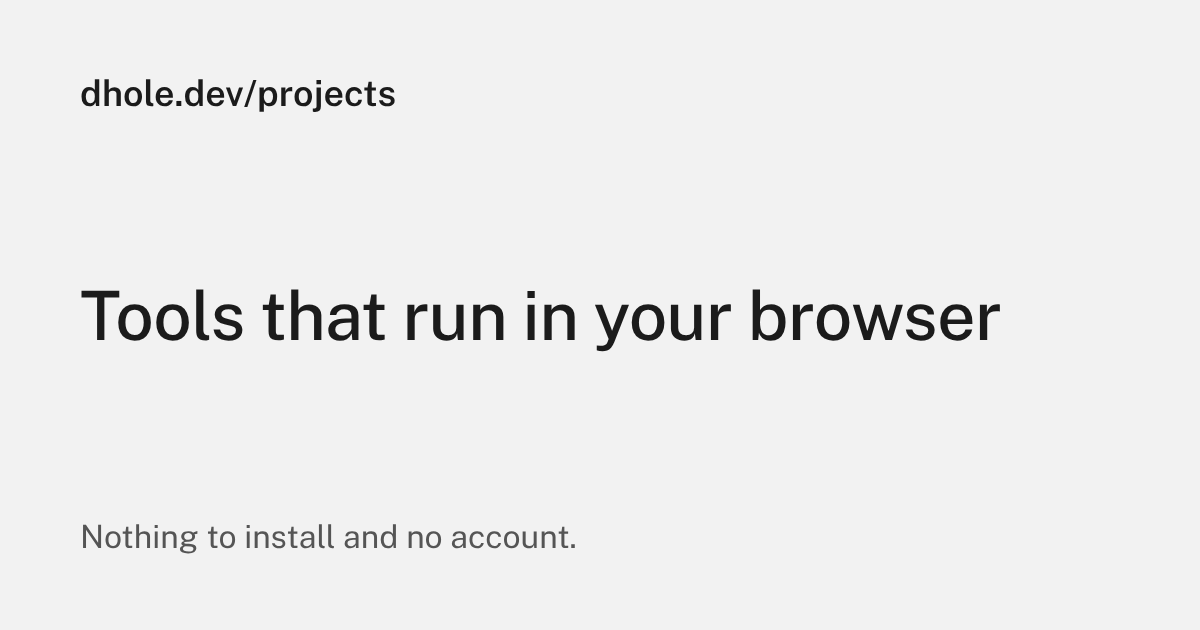 dhole.dev/projects
Tools that run in your browser
Nothing to install and no account.